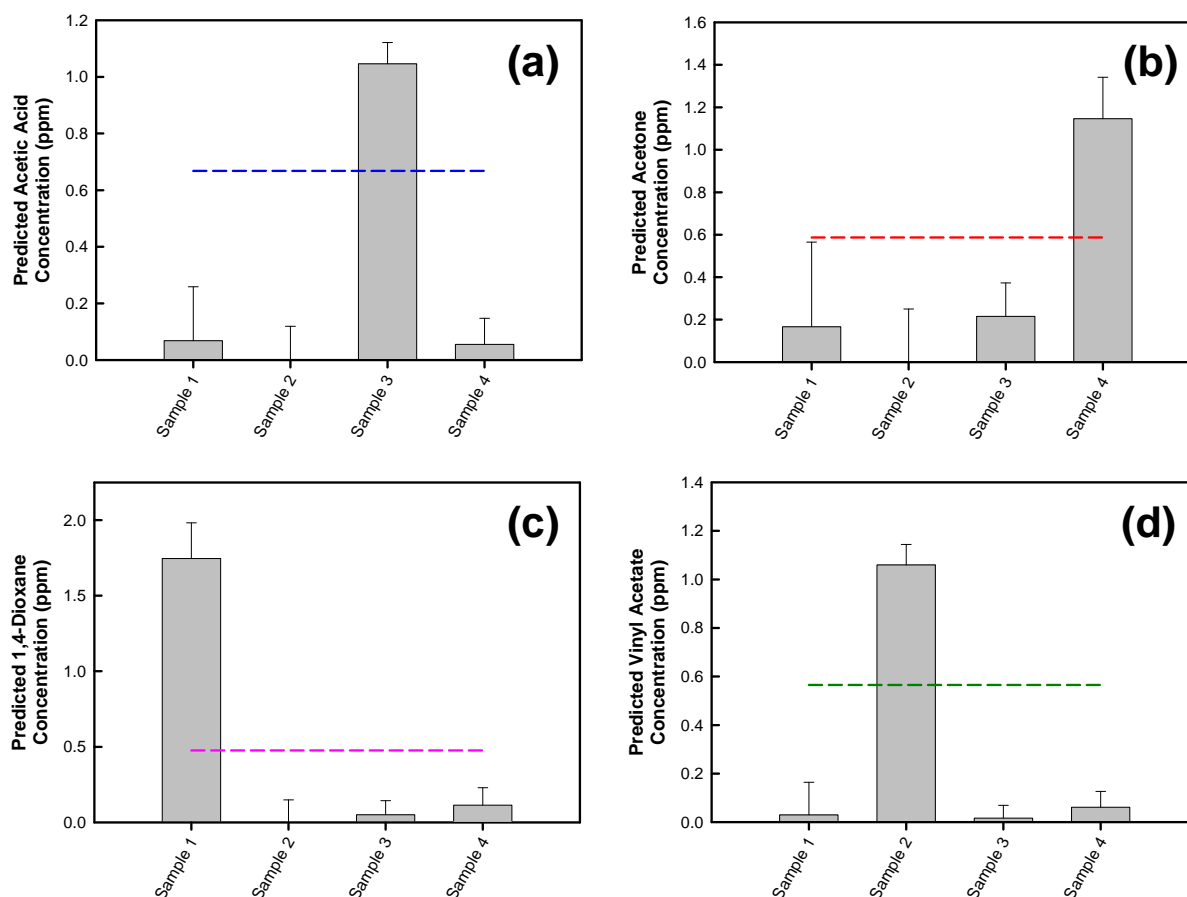 (a)
Predicted Acetic Acid
Concentration (ppm)
1.2
1.0
0.8
0.6
0.4
0.2
0.0
Sample 1
Sample 2
Sample 3
Sample 4
(b)
Predicted Acetone
Concentration (ppm)
1.6
1.4
1.2
1.0
0.8
0.6
0.4
0.2
0.0
Sample 1
Sample 2
Sample 3
Sample 4
(c)
Predicted 1,4-Dioxane
Concentration (ppm)
2.0
1.5
1.0
0.5
0.0
Sample 1
Sample 2
Sample 3
Sample 4
(d)
Predicted Vinyl Acetate
Concentration (ppm)
1.4
1.2
1.0
0.8
0.6
0.4
0.2
0.0
Sample 1
Sample 2
Sample 3
Sample 4